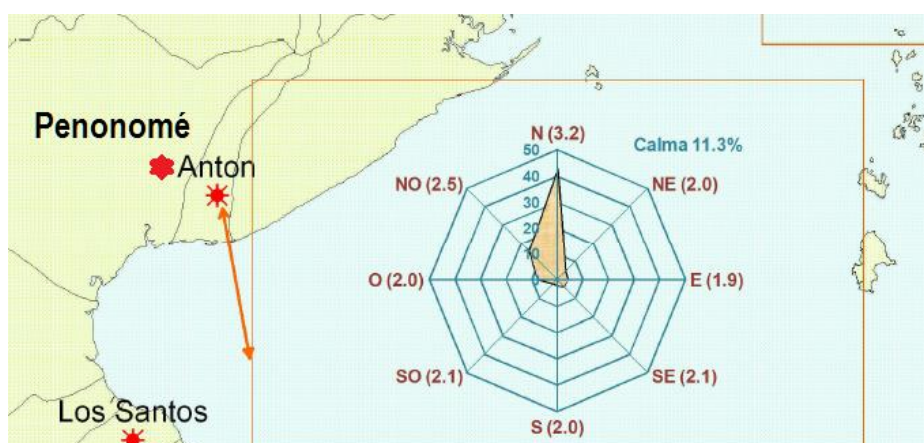 Penonomé
Anton
Los Santos
N (3.2)
Calma 11.3%
50
NO (2.5)
40
NE (2.0)
30
20
10
O (2.0)
0
E (1.9)
SO (2.1)
SE (2.1)
S (2.0)